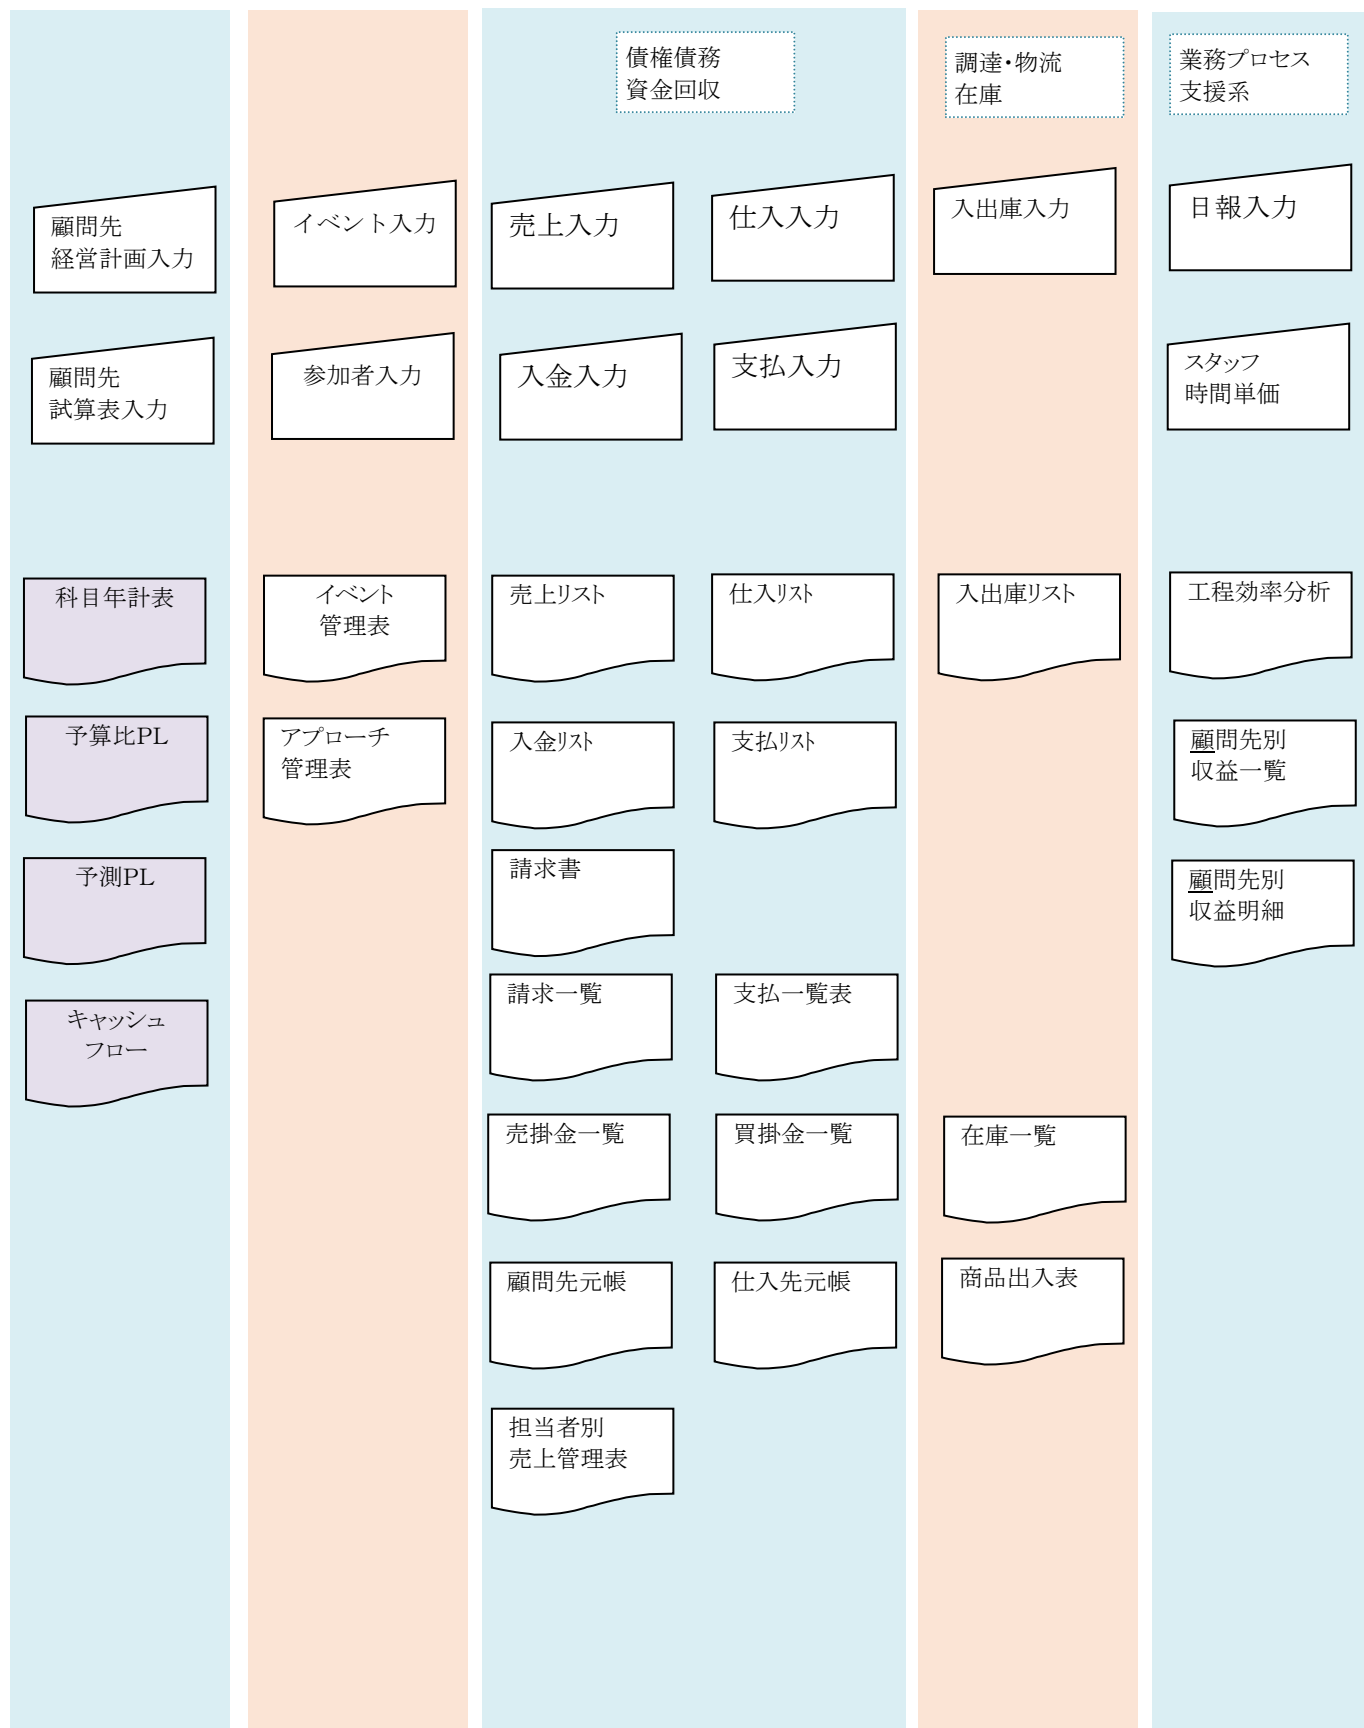 債権債務
資金回収
調達・物流
在庫
業務プロセス
支援系
顧問先
経営計画入力
イベント入力
売上入力
仕入入力
入出庫入力
日報入力
顧問先
試算表入力
参加者入力
入金入力
支払入力
スタッフ
時間単価
科目年計表
イベント
管理表
売上リスト
仕入リスト
入出庫リスト
工程効率分析
予算比PL
アプローチ
管理表
入金リスト
支払リスト
顧問先別
収益一覧
予測PL
請求書
顧問先別
収益明細
キャッシュ
フロー
請求一覧
支払一覧表
売掛金一覧
買掛金一覧
在庫一覧
顧問先元帳
仕入先元帳
商品出入表
担当者別
売上管理表